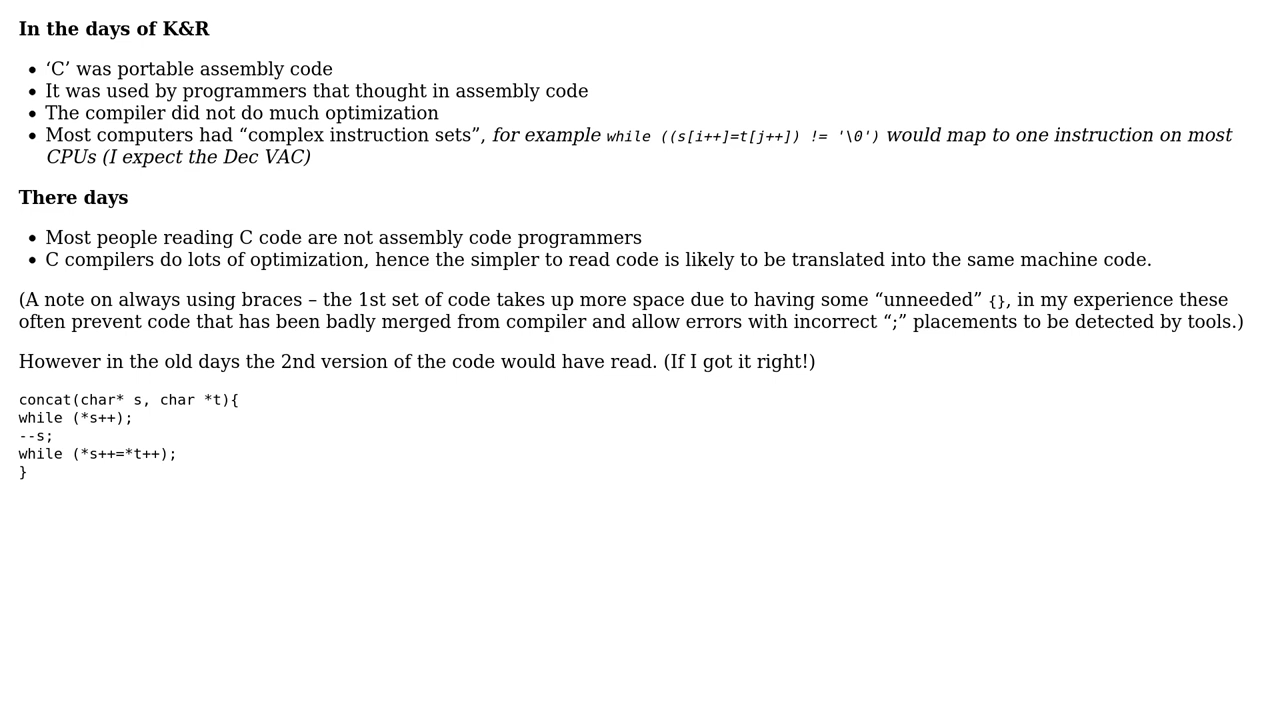 In the days of K&R
• ‘C’ was portable assembly code
• It was used by programmers that thought in assembly code
• The compiler did not do much optimization
• Most computers had “complex instruction sets”, for example while ((s[i++]=t[j++]) != '\0') would map to one instruction on most
CPUs (I expect the Dec VAC)
There days
• Most people reading C code are not assembly code programmers
• C compilers do lots of optimization, hence the simpler to read code is likely to be translated into the same machine code.
(A note on always using braces – the 1st set of code takes up more space due to having some “unneeded” {}, in my experience these
often prevent code that has been badly merged from compiler and allow errors with incorrect “;” placements to be detected by tools.)
However in the old days the 2nd version of the code would have read. (If I got it right!)
concat(char* s, char *t){
while (*s++);
--s;
while (*s++=*t++);
}